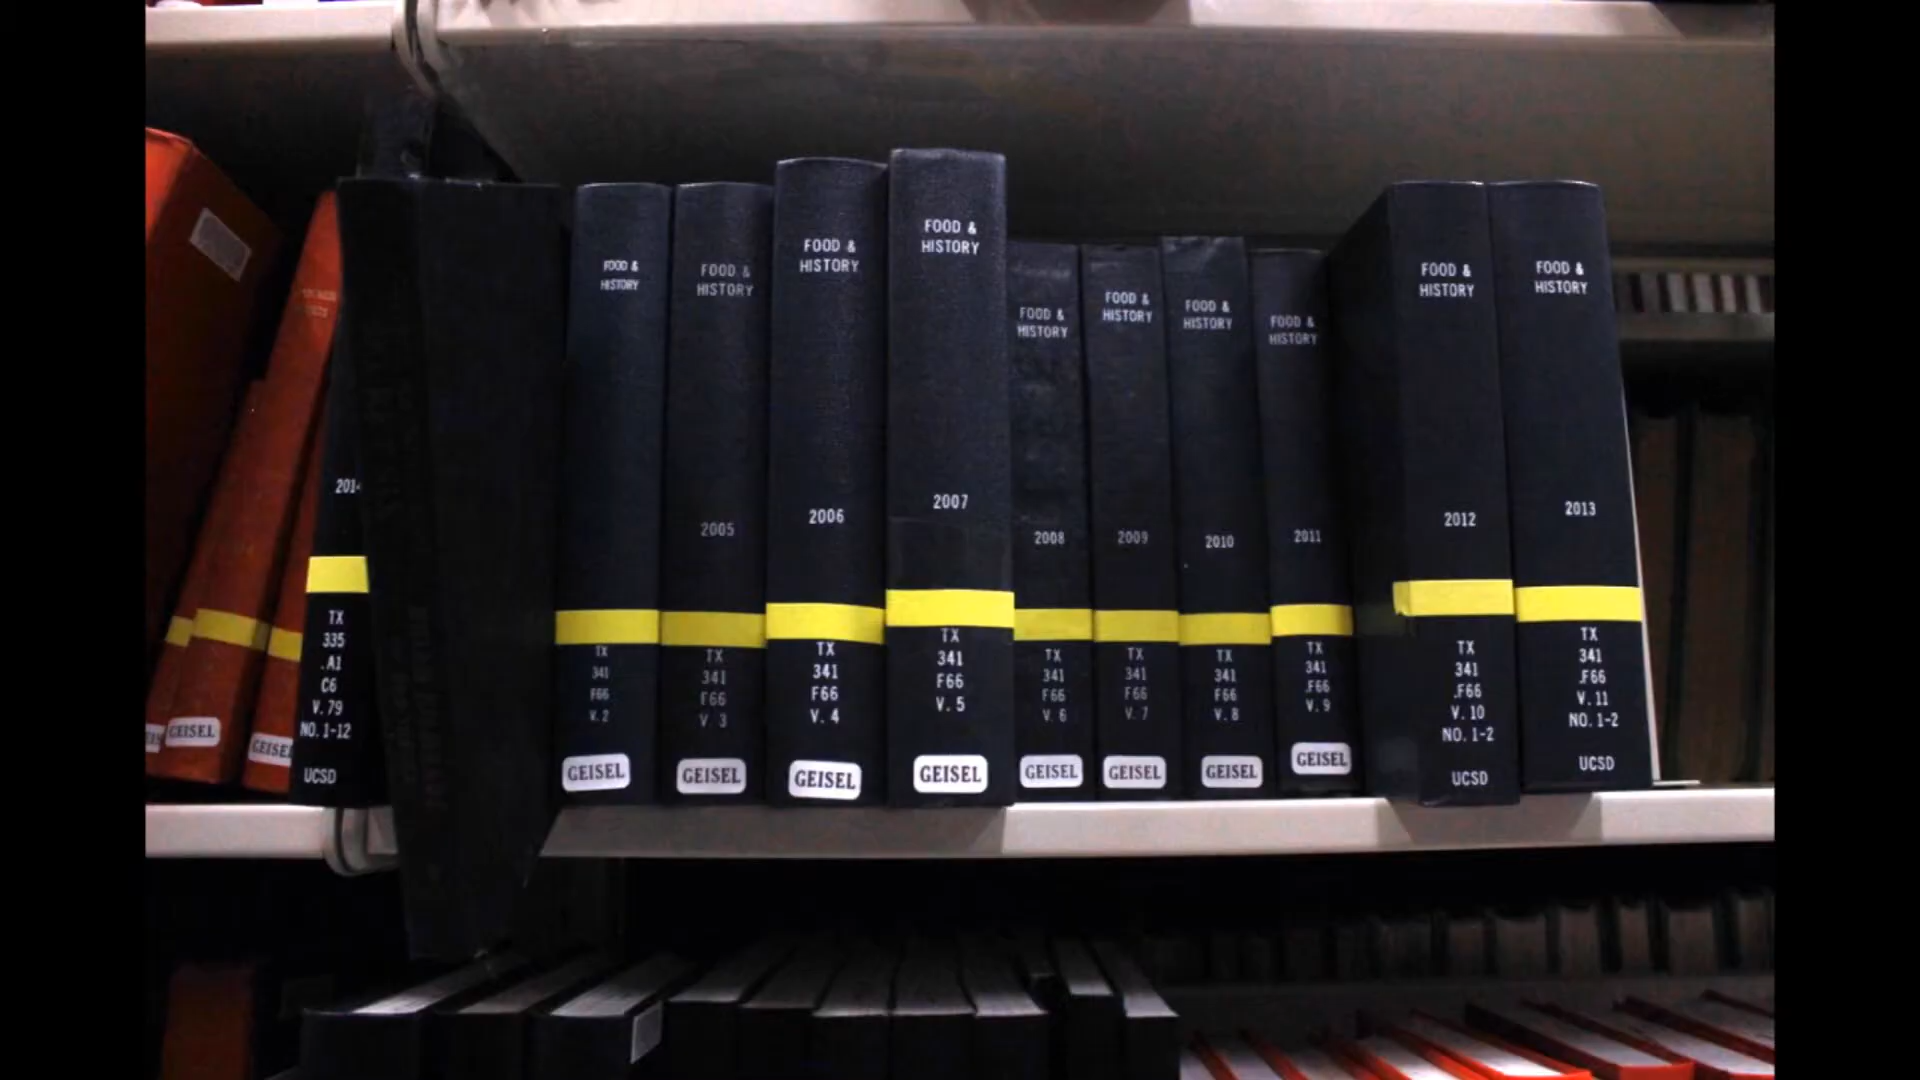 2014
TX
335
.A1
C6
V. 79
NO. 1-12
UCSD
GEISEL
GEISEL
FOOD &
HISTORY
TX
341
F66
V. 2
GEISEL
FOOD &
HISTORY
2005
TX
341
F66
V 3
GEISEL
FOOD &
HISTORY
2006
TX
341
F66
V. 4
GEISEL
FOOD &
HISTORY
2007
TX
341
F66
V. 5
GEISEL
FOOD &
HISTORY
2008
TX
341
F66
V. 6
GEISEL
FOOD &
HISTORY
2009
TX
341
F66
V. 7
GEISEL
FOOD &
HISTORY
2010
TX
341
F66
V. 8
GEISEL
FOOD &
HISTORY
2011
TX
341
.F66
V. 9
GEISEL
FOOD &
HISTORY
2012
TX
341
.F66
V. 10
NO. 1-2
UCSD
FOOD &
HISTORY
2013
TX
341
.F66
V. 11
NO. 1-2
UCSD